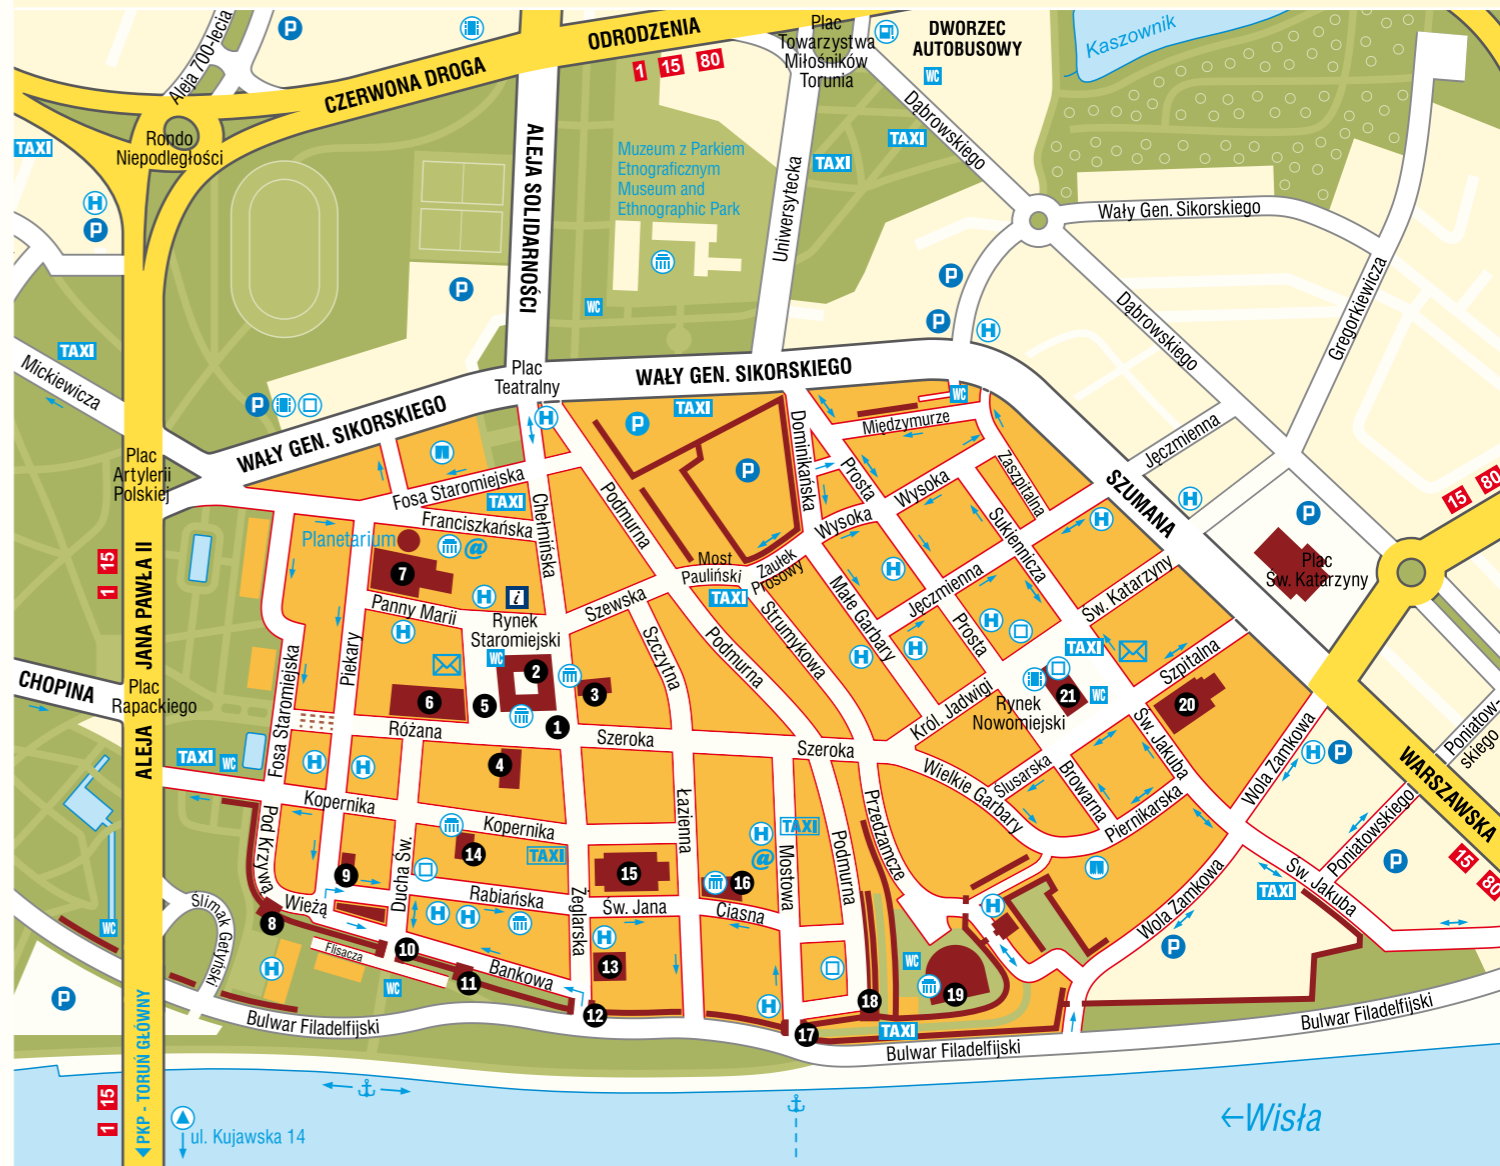 Aleja 700-lecia
P
CZERWONA DROGA
ODRODZENIA
1 15 80
Plac
Towarzystwa
Miłośników
Torunia
DWORZEC
AUTOBUSOWY
WC
Kaszownik
Rondo
Niepodległości
TAXI
H
P
ALEJA SOLIDARNOŚCI
Muzeum z Parkiem
Etnograficznym
Museum and
Ethnographic Park
Uniwersytecka
TAXI
TAXI
Dąbrowskiego
Wały Gen. Sikorskiego
Gregorkiewicza
Dąbrowskiego
P
P
P
H
WC
TAXI
Mickiewicza
Plac
Teatralny
WAŁY GEN. SIKORSKIEGO
WAŁY GEN. SIKORSKIEGO
P
H
P
TAXI
P
WC
Międzymurze
Dominikańska
Prosta
Wysoka
Wysoka
Zaszpitalna
Sukiennicza
Jęczmienna
SZUMANA
H
H
P
15 80
Plac
Artylerii
Polskiej
Fosa Staromiejska
TAXI
Franciszkańska
Chełmińska
Podmurna
Planetarium
@
7
Panny Marii
H
i
H
Rynek
Staromiejski
WC
Szewska
Most
Pauliński
Zaułek
Prosowy
TAXI
Strumykowa
Małe Garbary
H
Jęczmienna
Prosta
H
H
H
Św. Katarzyny
Plac
Św. Katarzyny
1 15
ALEJA JANA PAWŁA II
CHOPINA
Plac
Rapackiego
Fosa Staromiejska
Piekary
6
5
2
3
1
Szczytna
Podmurna
TAXI
Szpitalna
20
21
WC
Rynek
Nowomiejski
Król. Jadwigi
Różana
Szeroka
Szeroka
Wielkie Garbary
Ślusarska
Browarna
Św. Jakuba
Piernikarska
Wola Zamkowa
H P
Poniatow-
skiego
WARSZAWSKA
15 80
TAXI WC
H
H
4
Kopernika
Kopernika
14
TAXI
Łazienna
H
@
TAXI
Mostowa
Podmurna
Przedzamcze
Poniatowskiego
P
Pod Krzywą
Wieżą
9
Ducha Św.
Rabiańska
H H
15
Św. Jana
16
Ciasna
Żeglarska
H
Wola Zamkowa
TAXI
Św. Jakuba
P
Ślimak Getyński
WC
8
H
Flisacza
10
11
WC
Bankowa
H
13
12
H
17
18
WC
19
TAXI
P
Bulwar Filadelfijski
Bulwar Filadelfijski
Bulwar Filadelfijski
1 15
PKP - TORUŃ GŁÓWNY
ul. Kujawska 14
←Wisła